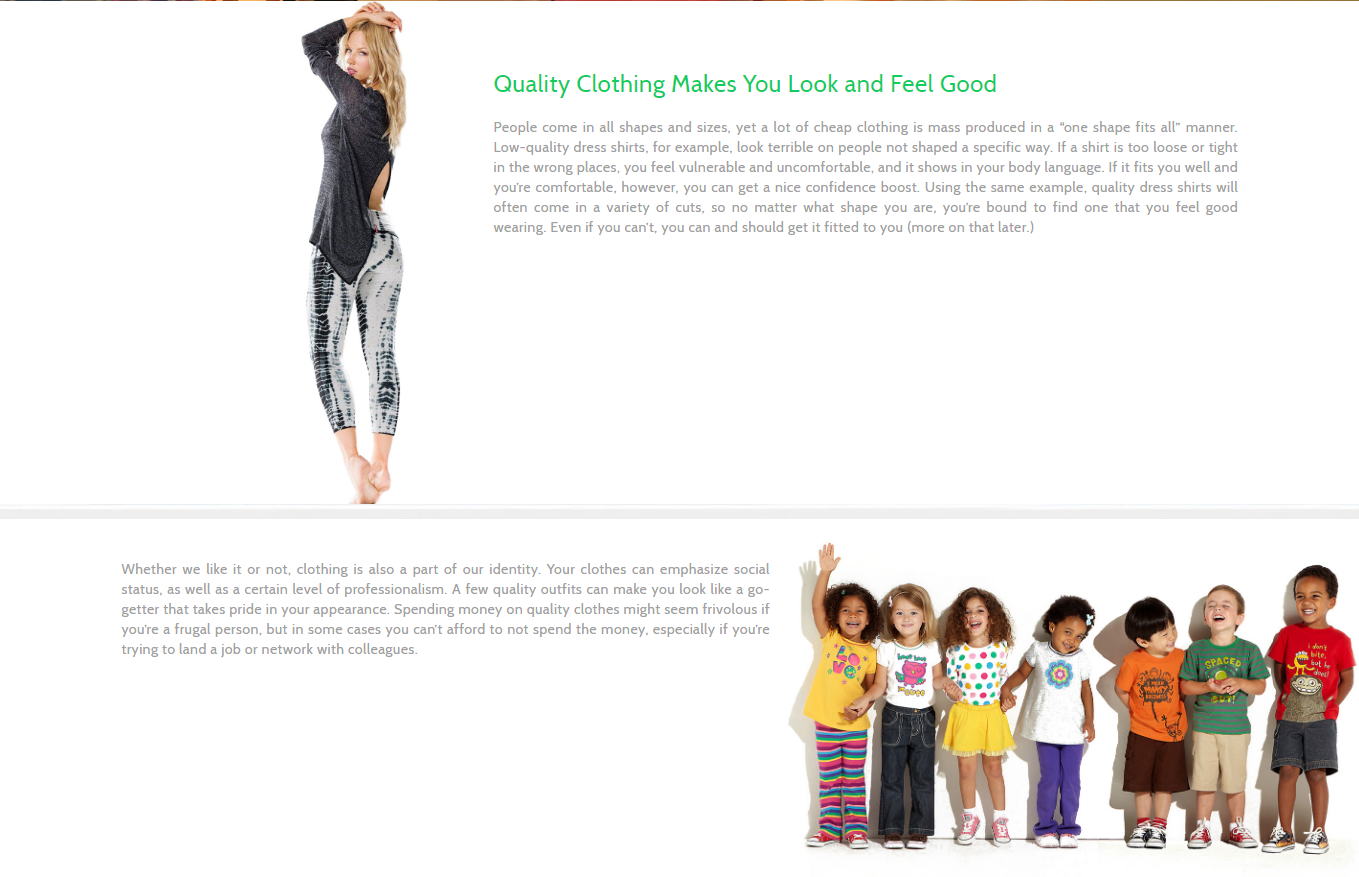 Quality Clothing Makes You Look and Feel Good
People come in all shapes and sizes, yet a lot of cheap clothing is mass produced in a “one shape fits all” manner.
Low-quality dress shirts, for example, look terrible on people not shaped a specific way. If a shirt is too loose or tight
in the wrong places, you feel vulnerable and uncomfortable, and it shows in your body language. If it fits you well and
you’re comfortable, however, you can get a nice confidence boost. Using the same example, quality dress shirts will
often come in a variety of cuts, so no matter what shape you are, you’re bound to find one that you feel good
wearing. Even if you can’t, you can and should get it fitted to you (more on that later.)
Whether we like it or not, clothing is also a part of our identity. Your clothes can emphasize social
status, as well as a certain level of professionalism. A few quality outfits can make you look like a go-
getter that takes pride in your appearance. Spending money on quality clothes might seem frivolous if
you’re a frugal person, but in some cases you can’t afford to not spend the money, especially if you’re
trying to land a job or network with colleagues.
LOVE
SPACED
i don't
bite,
but he
does!